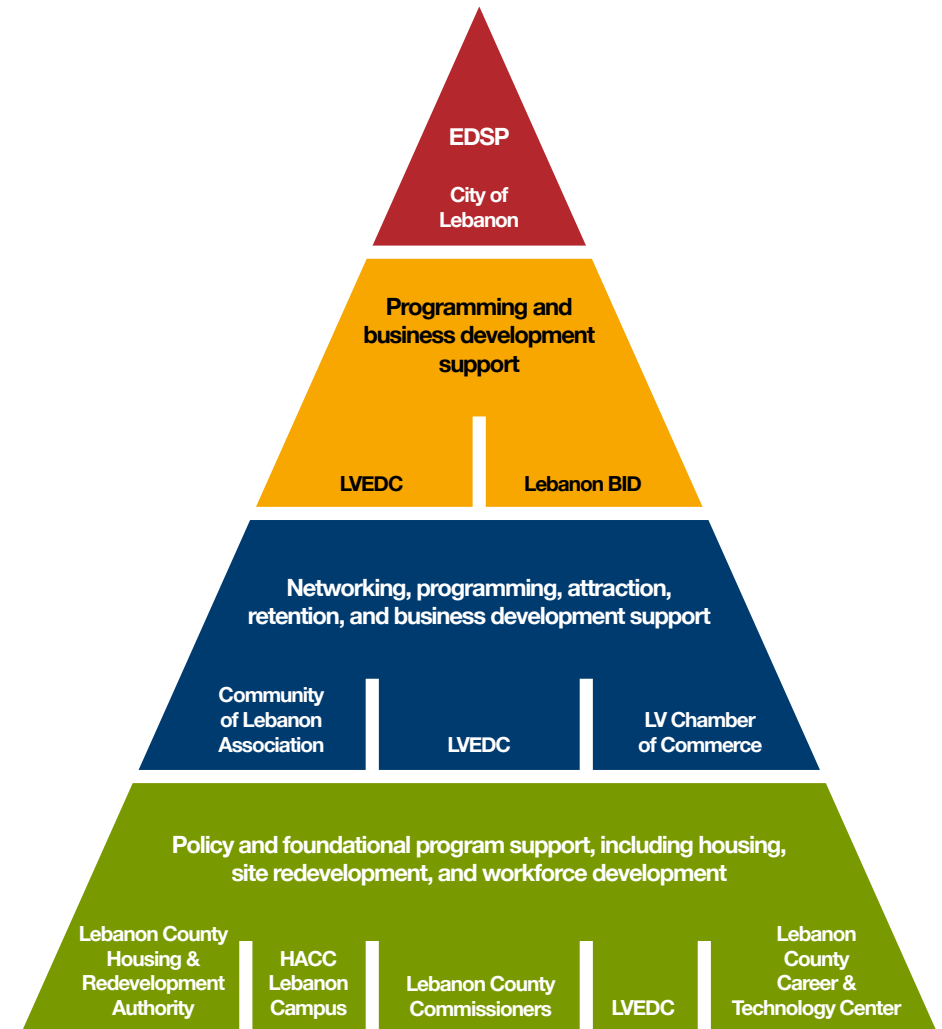 EDSP
City of
Lebanon
Programming and
business development
support
LVEDC
Lebanon BID
Networking, programming, attraction,
retention, and business development support
Community
of Lebanon
Association
LVEDC
LV Chamber
of Commerce
Policy and foundational program support, including housing,
site redevelopment, and workforce development
Lebanon County
Housing &
Redevelopment
Authority
HACC
Lebanon
Campus
Lebanon County
Commissioners
LVEDC
Lebanon
County
Career &
Technology Center